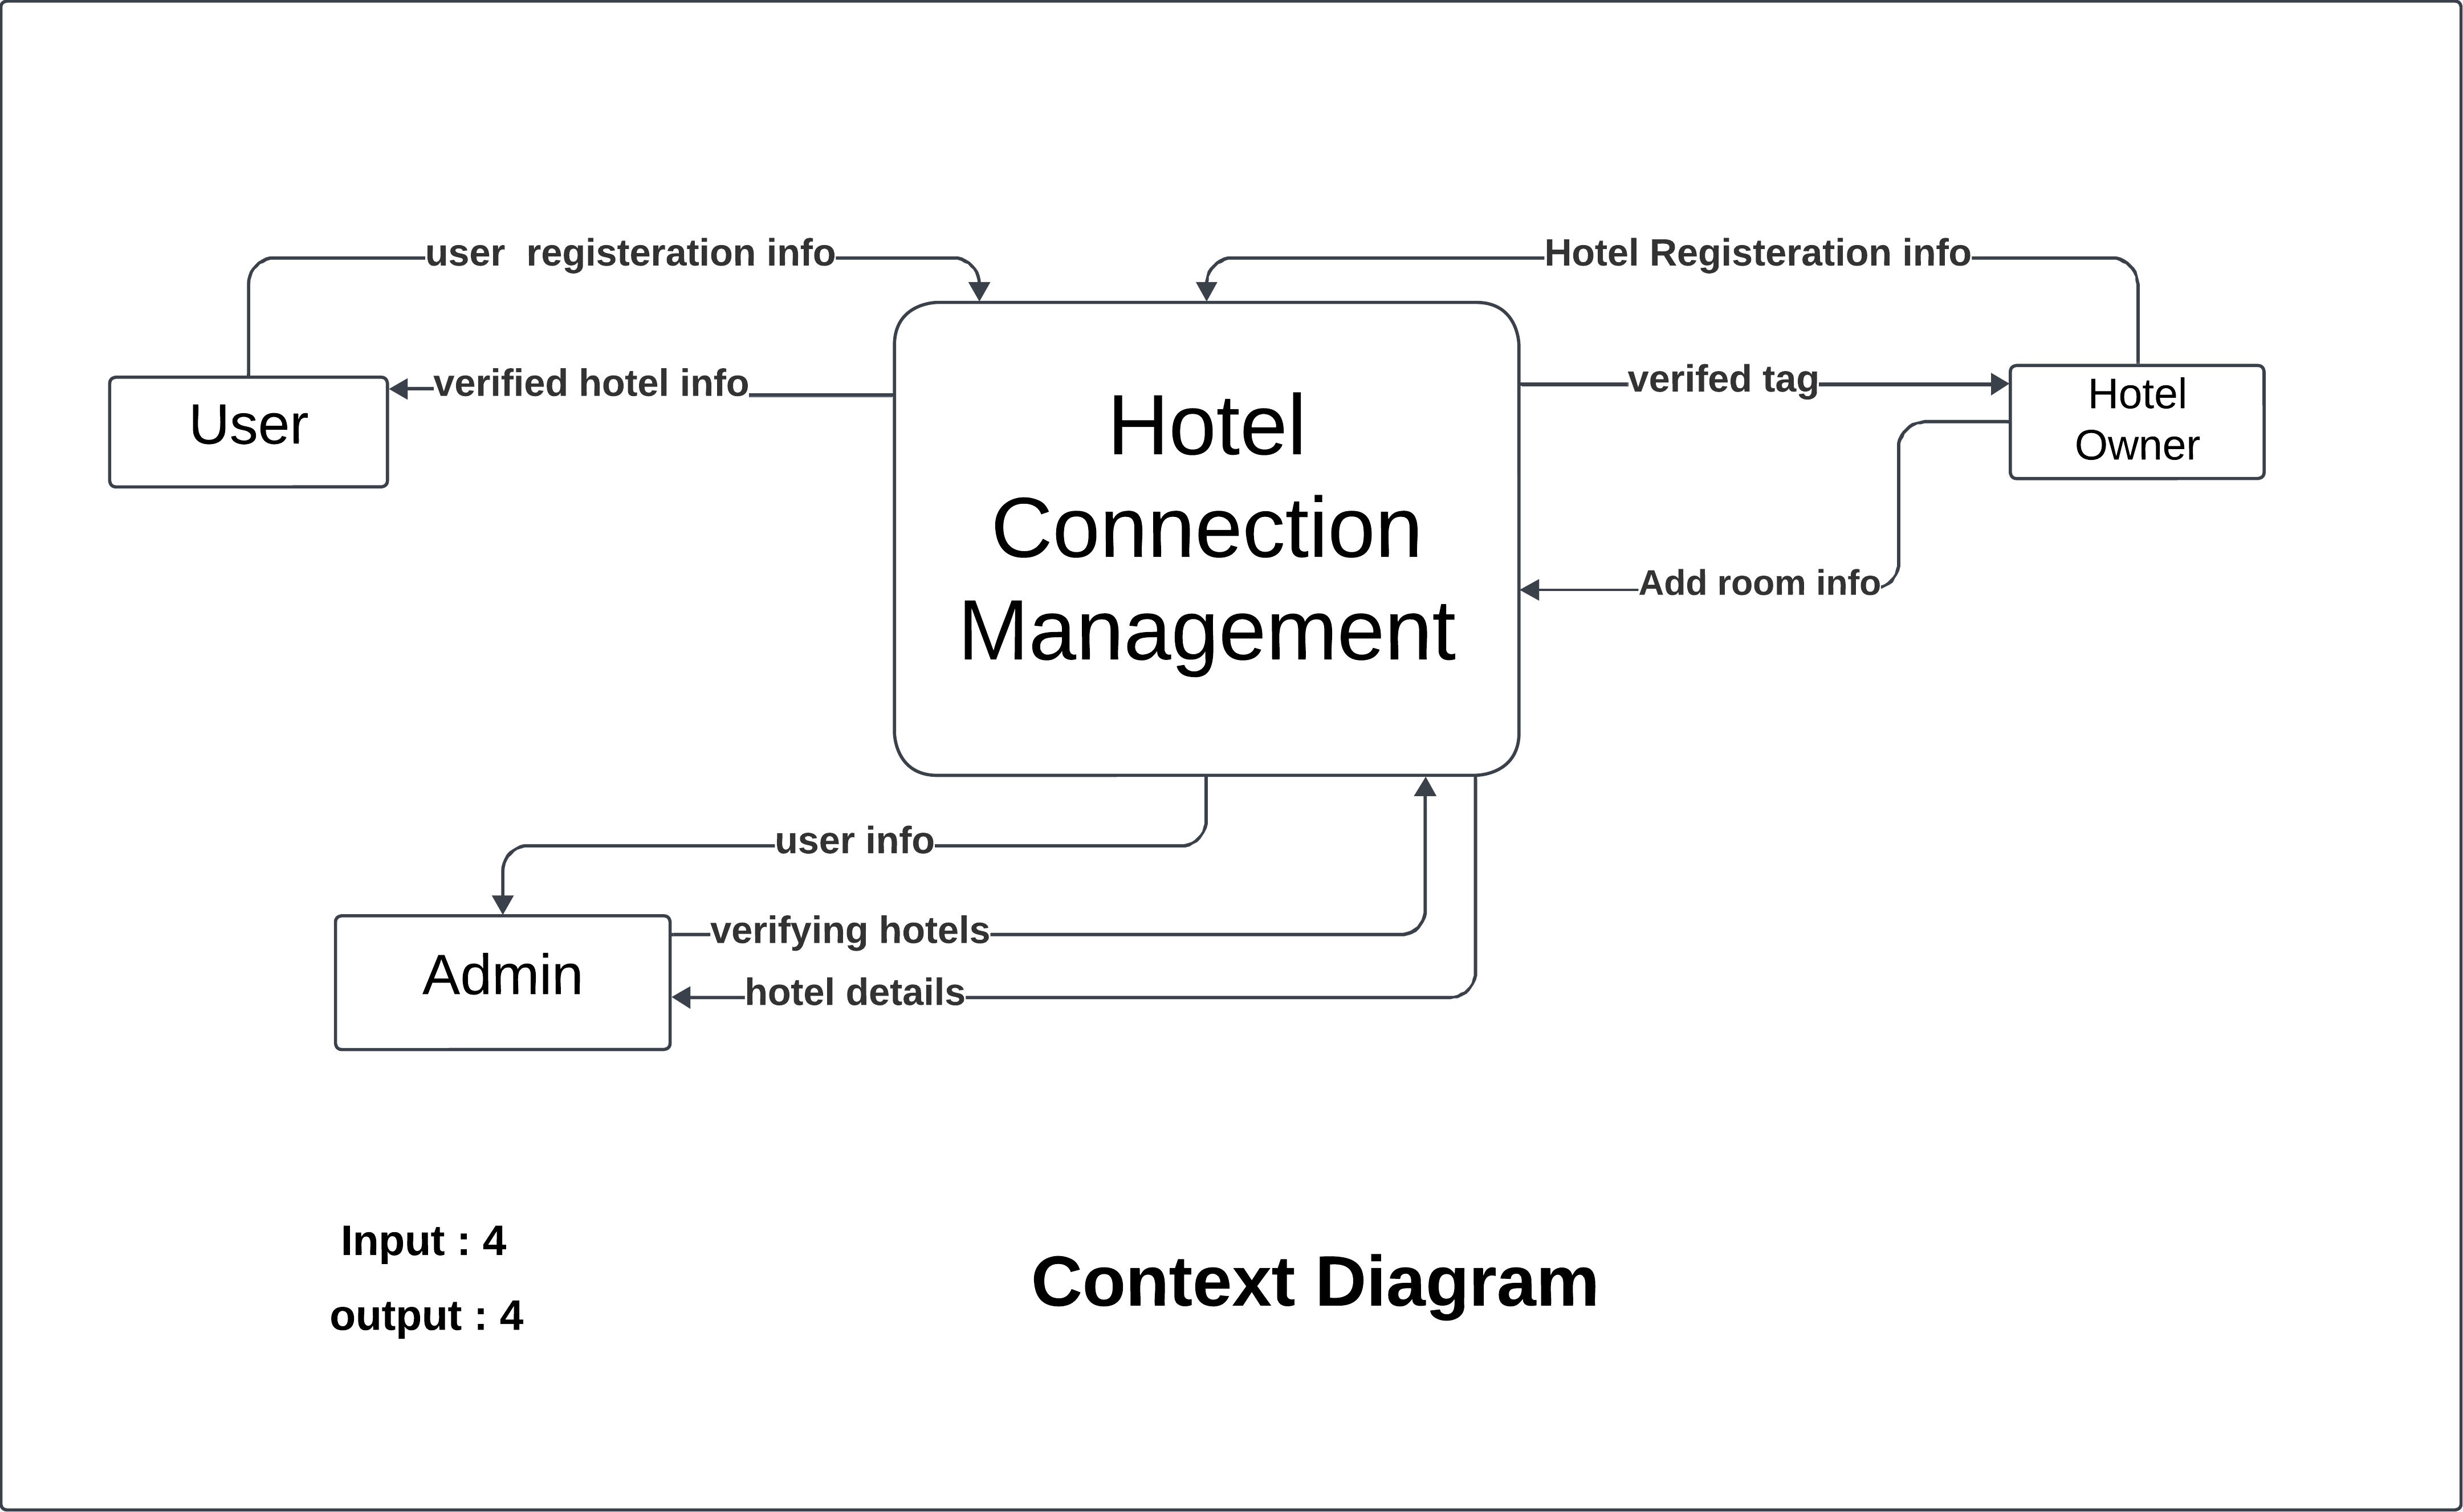 user  registeration info
Hotel Registeration info
verified hotel info
verifed tag
User
Hotel
Owner
Hotel
Connection
Management
Add room info
user info
verifying hotels
Admin
hotel details
Input : 4
output : 4
Context Diagram